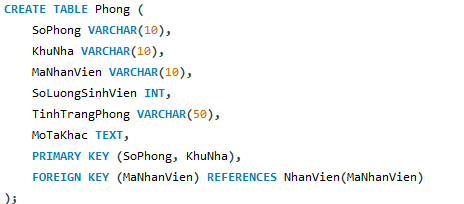 CREATE TABLE Phong (
    SoPhong VARCHAR(10),
    KhuNha VARCHAR(10),
    MaNhanVien VARCHAR(10),
    SoLuongSinhVien INT,
    TinhTrangPhong VARCHAR(50),
    MoTaKhac TEXT,
    PRIMARY KEY (SoPhong, KhuNha),
    FOREIGN KEY (MaNhanVien) REFERENCES NhanVien(MaNhanVien)
);